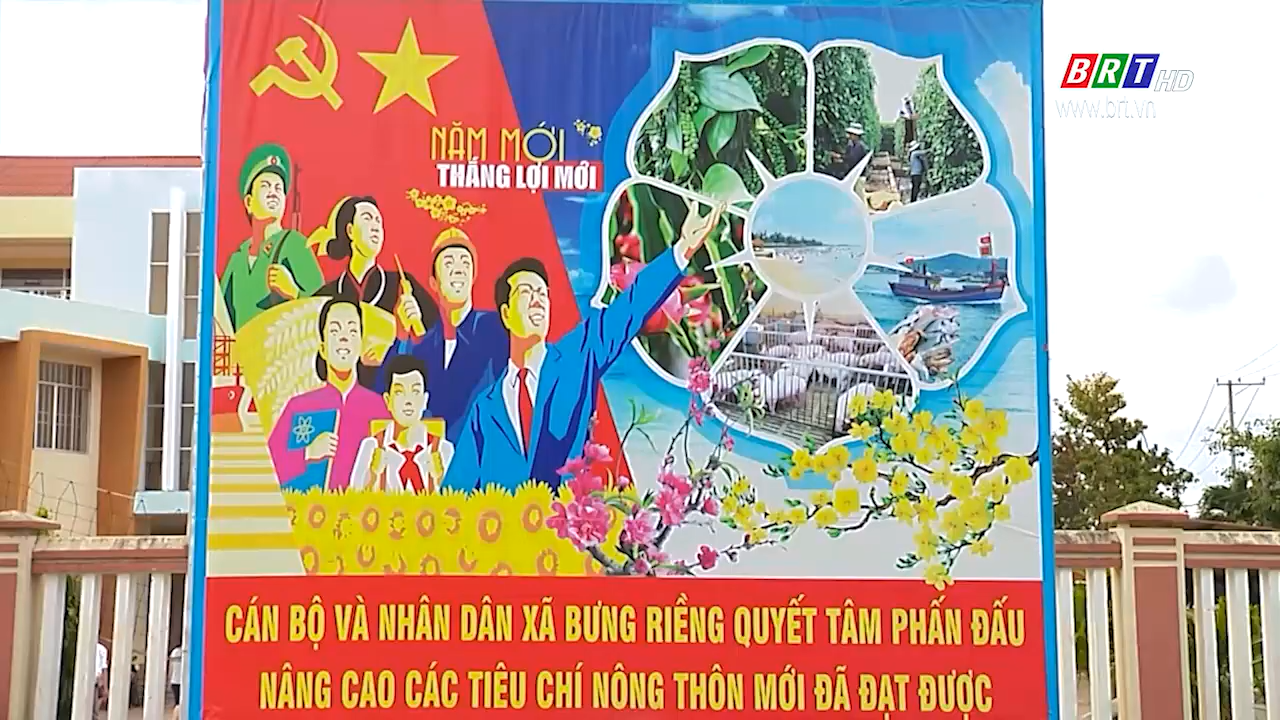 BRT HD
www.brt.vn
NĂM MỚI
THẮNG LỢI MỚI
CÁN BỘ VÀ NHÂN DÂN XÃ BƯNG RIỀNG QUYẾT TÂM PHẤN ĐẤU
NÂNG CAO CÁC TIÊU CHÍ NÔNG THÔN MỚI ĐÃ ĐẠT ĐƯỢC